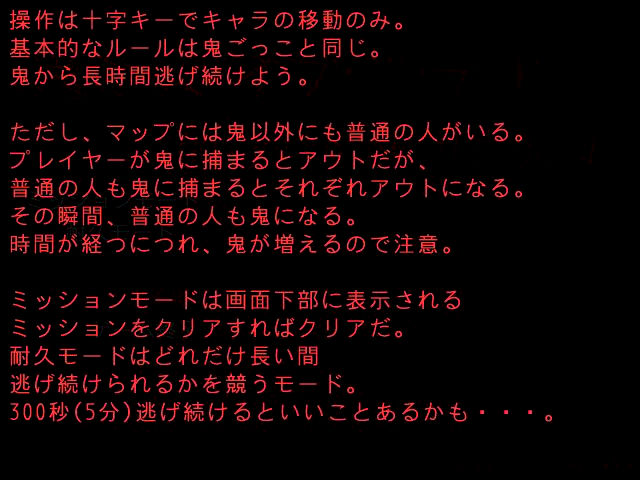 操作は十字キーでキャラの移動のみ。
基本的なルールは鬼ごっこと同じ。
鬼から長時間逃げ続けよう。
ただし、マップには鬼以外にも普通の人がいる。
プレイヤーが鬼に捕まるとアウトだが、
普通の人も鬼に捕まるとそれぞれアウトになる。
その瞬間、普通の人も鬼になる。
時間が経つにつれ、鬼が増えるので注意。
ミッションモードは画面下部に表示される
ミッションをクリアすればクリアだ。
耐久モードはどれだけ長い間
逃げ続けられるかを競うモード。
300秒(5分)逃げ続けるといいことあるかも・・・。